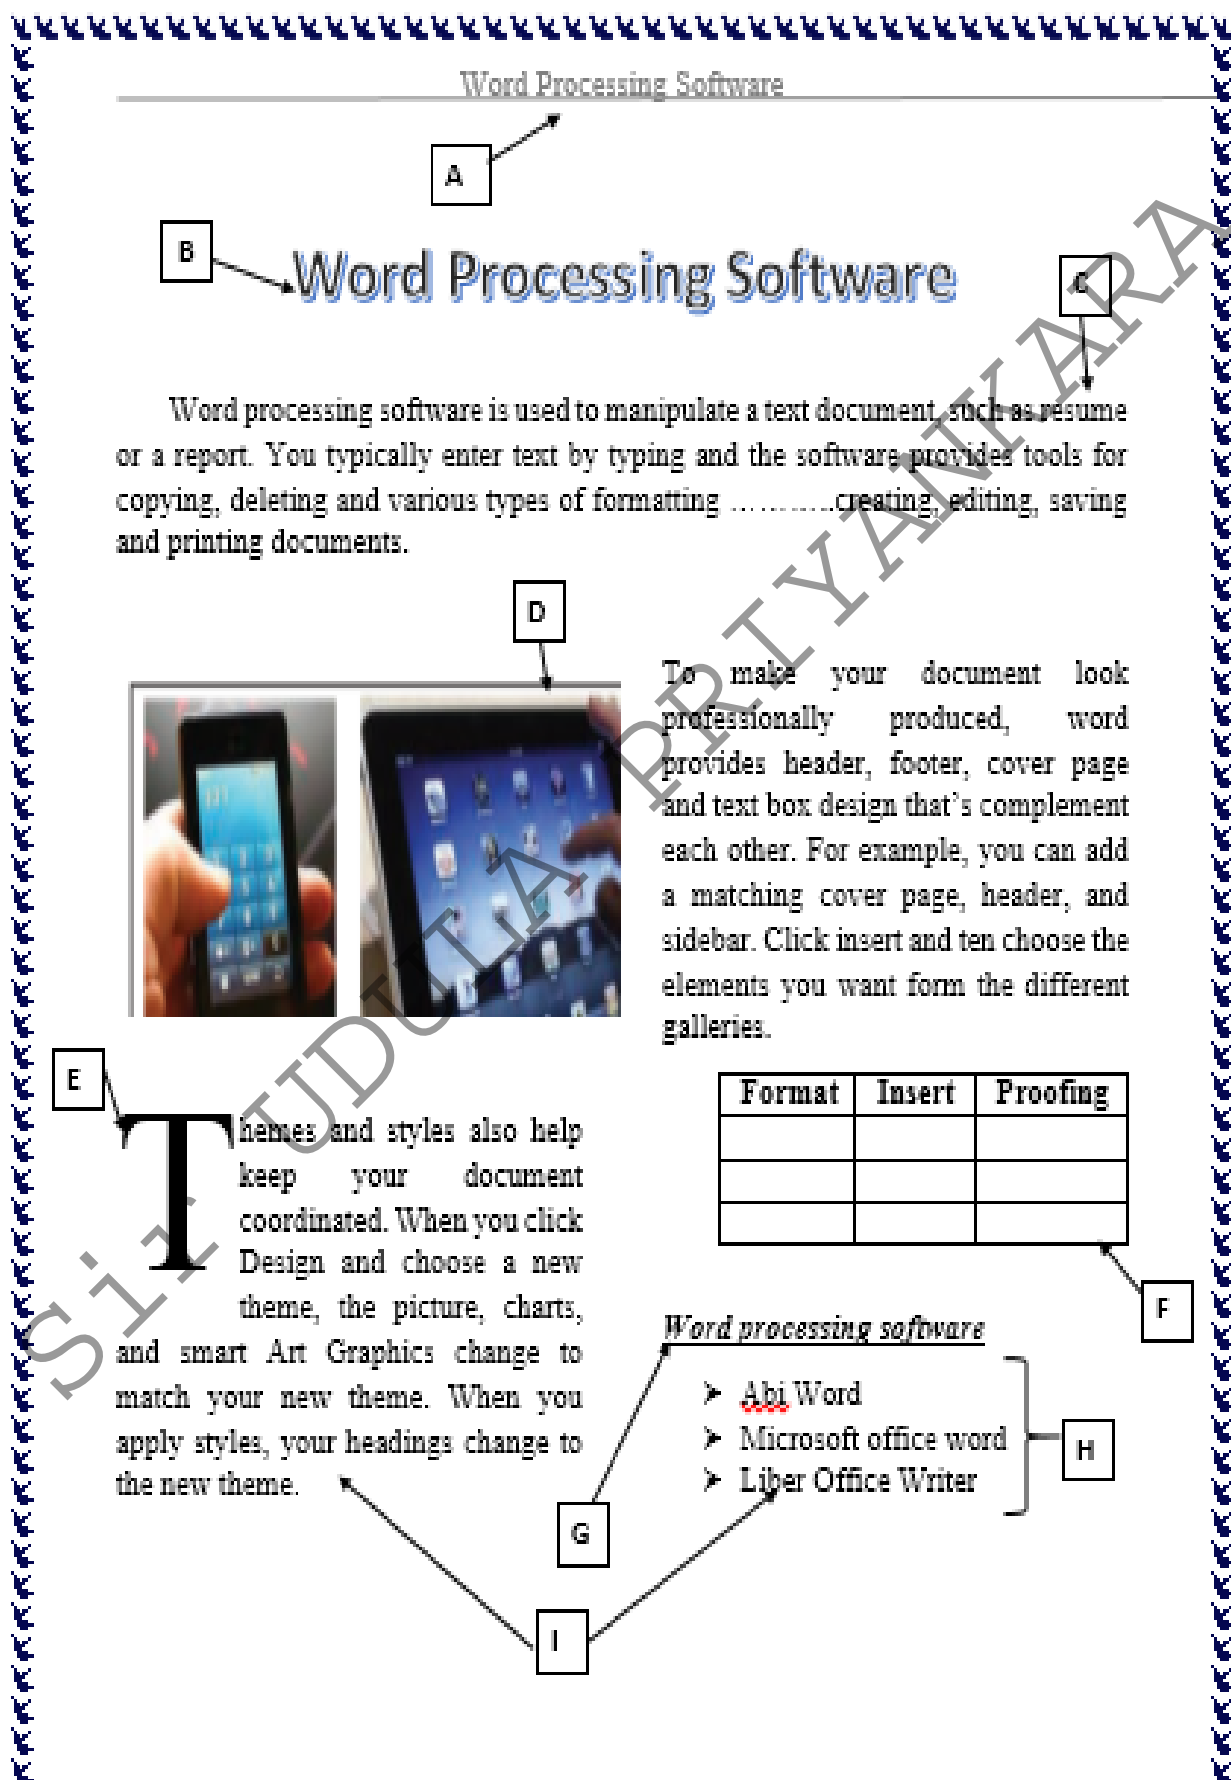 Word Processing Software
A
B
Word Processing Software
C
Word processing software is used to manipulate a text document, such as resume
or a report. You typically enter text by typing and the software provides tools for
copying, deleting and various types of formatting ………..creating, editing, saving
and printing documents.
D
To make your document look
professionally produced, word
provides header, footer, cover page
and text box design that’s complement
each other. For example, you can add
a matching cover page, header, and
sidebar. Click insert and ten choose the
elements you want form the different
galleries.
E
Themes and styles also help
keep your document
coordinated. When you click
Design and choose a new
theme, the picture, charts,
and smart Art Graphics change to
match your new theme. When you
apply styles, your headings change to
the new theme.
Format Insert Proofing
F
Word processing software
➤ Abi Word
➤ Microsoft office word
➤ Liber Office Writer
H
G
I
Sir UDULA PRIYANKARA